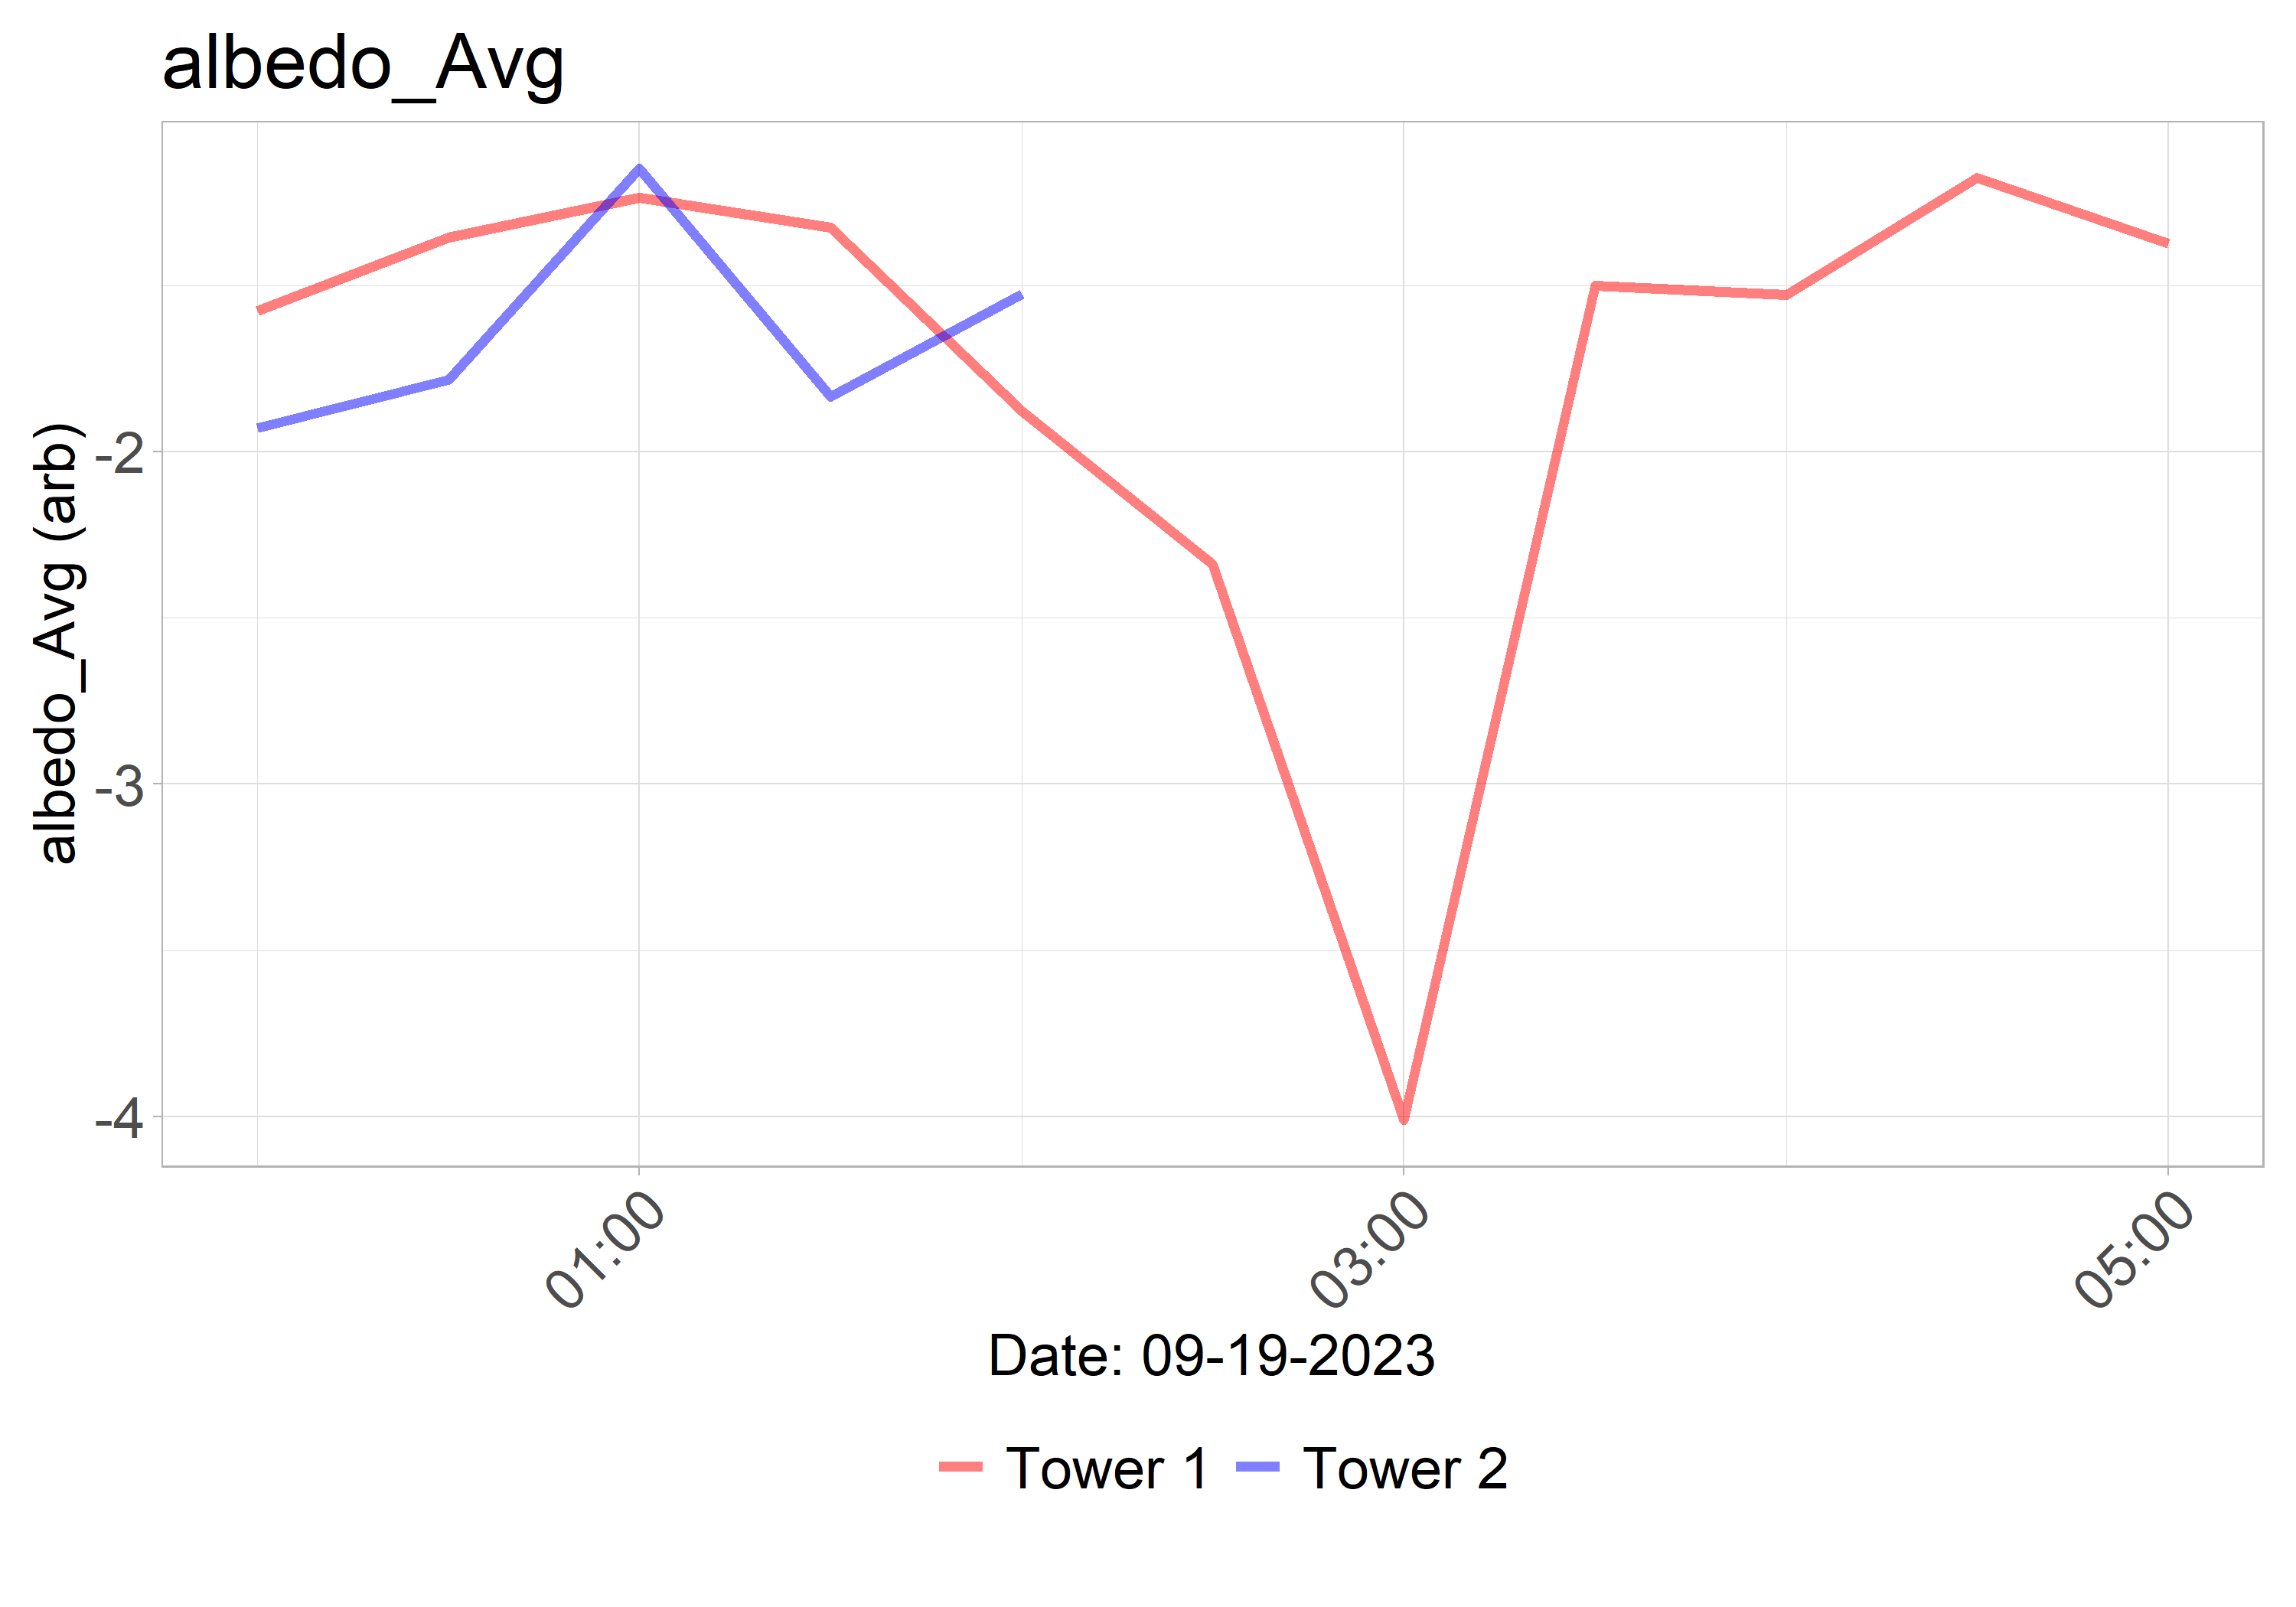 albedo_Avg
albedo_Avg (arb)
-2
-3
-4
01:00
03:00
05:00
Date: 09-19-2023
Tower 1
Tower 2